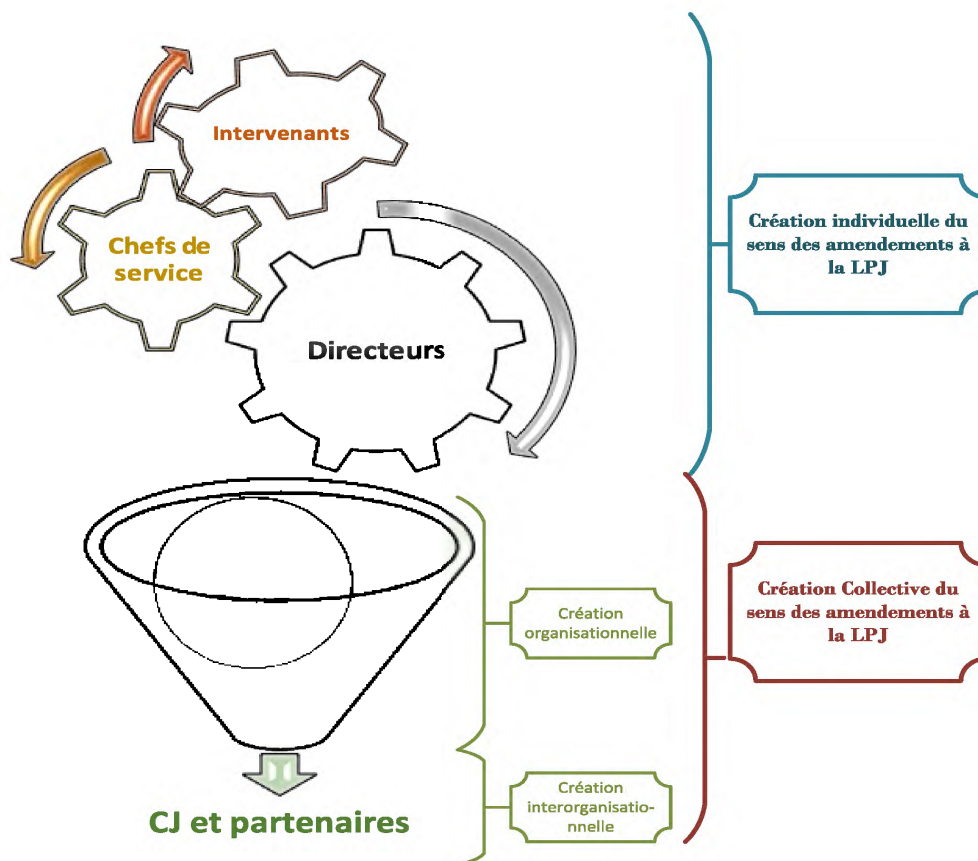 Intervenants
Chefs de
service
Directeurs
Création individuelle du
sens des amendements à
la LPJ
Création
organisationnelle
Création Collective du
sens des amendements à
la LPJ
Création
interorganisatio-
nnelle
CJ et partenaires